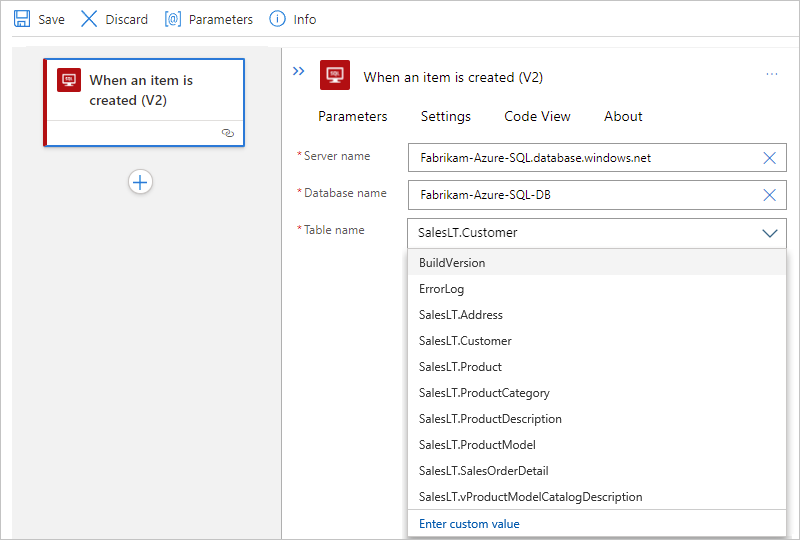 Save Discard [@] Parameters Info
When an item is
created (V2)
When an item is created (V2)
Parameters Settings Code View About
* Server name Fabrikam-Azure-SQL.database.windows.net
* Database name Fabrikam-Azure-SQL-DB
* Table name SalesLT.Customer
BuildVersion
ErrorLog
SalesLT.Address
SalesLT.Customer
SalesLT.Product
SalesLT.ProductCategory
SalesLT.ProductDescription
SalesLT.ProductModel
SalesLT.SalesOrderDetail
SalesLT.vProductModelCatalogDescription
Enter custom value